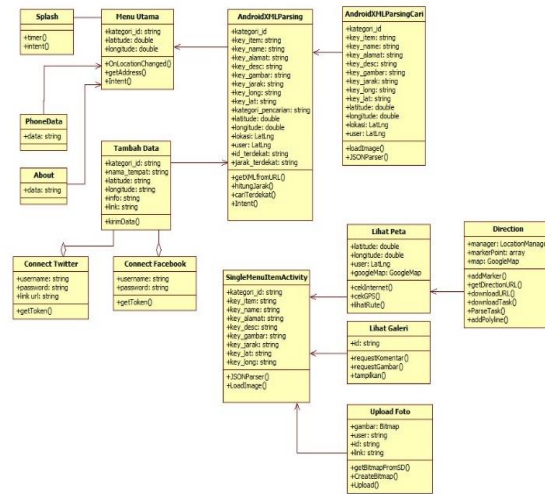 Splash
+timer()
+intent()
Menu Utama
+kategori_id: string
+latitude: double
+longitude: double
+OnLocationChanged()
+getAddress()
+Intent()
AndroidXMLParsing
+kategori_id
+key_item: string
+key_name: string
+key_alamat: string
+key_desc: string
+key_gambar: string
+key_jarak: string
+key_long: string
+key_lat: string
+kategori_pencarian: string
+latitude: double
+longitude: double
+lokasi: LatLng
+user: LatLng
+id_terdekat: string
+jarak_terdekat: string
+getXMLfromURL()
+hitungJarak()
+cariTerdekat()
+Intent()
AndroidXMLParsingCari
+kategori_id
+key_item: string
+key_name: string
+key_alamat: string
+key_desc: string
+key_gambar: string
+key_jarak: string
+key_long: string
+key_lat: string
+latitude: double
+longitude: double
+lokasi: LatLng
+user: LatLng
+loadImage()
+JSONParser()
PhoneData
+data: string
About
+data: string
Tambah Data
+kategori_id: string
+nama_tempat: string
+latitude: string
+longitude: string
+info: string
+link: string
+kirimData()
Connect Twitter
+username: string
+password: string
+link url: string
+getToken()
Connect Facebook
+username: string
+password: string
+getToken()
SingleMenuItemActivity
+kategori_id: string
+key_item: string
+key_name: string
+key_alamat: string
+key_desc: string
+key_gambar: string
+key_jarak: string
+key_lat: string
+key_long: string
+JSONParser()
+LoadImage()
Lihat Peta
+latitude: double
+longitude: double
+user: LatLng
+googleMap: GoogleMap
+cekInternet()
+cekGPS()
+lihatRute()
Direction
+manager: LocationManager
+markerPoint: array
+map: GoogleMap
+addMarker()
+getDirectionURL()
+downloadURL()
+downloadTask()
+ParseTask()
+addPolyline()
Lihat Galeri
+id: string
+requestKomentar()
+requestGambar()
+tampilkan()
Upload Foto
+gambar: Bitmap
+user: string
+id: string
+link: string
+getBitmapFromSD()
+CreateBitmap()
+Upload()